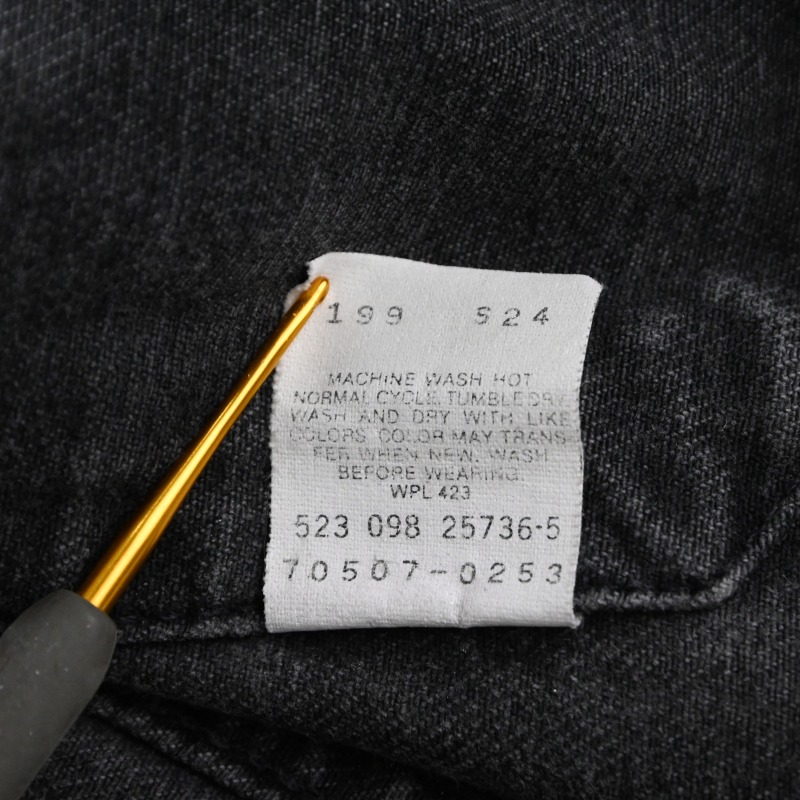 199 S24
MACHINE WASH HOT
NORMAL CYCLE. TUMBLE DRY
WASH AND DRY WITH LIKE
COLORS. COLOR MAY TRANS-
FER WHEN NEW. WASH
BEFORE WEARING.
WPL 423
523 098 25736-5
70507-0253